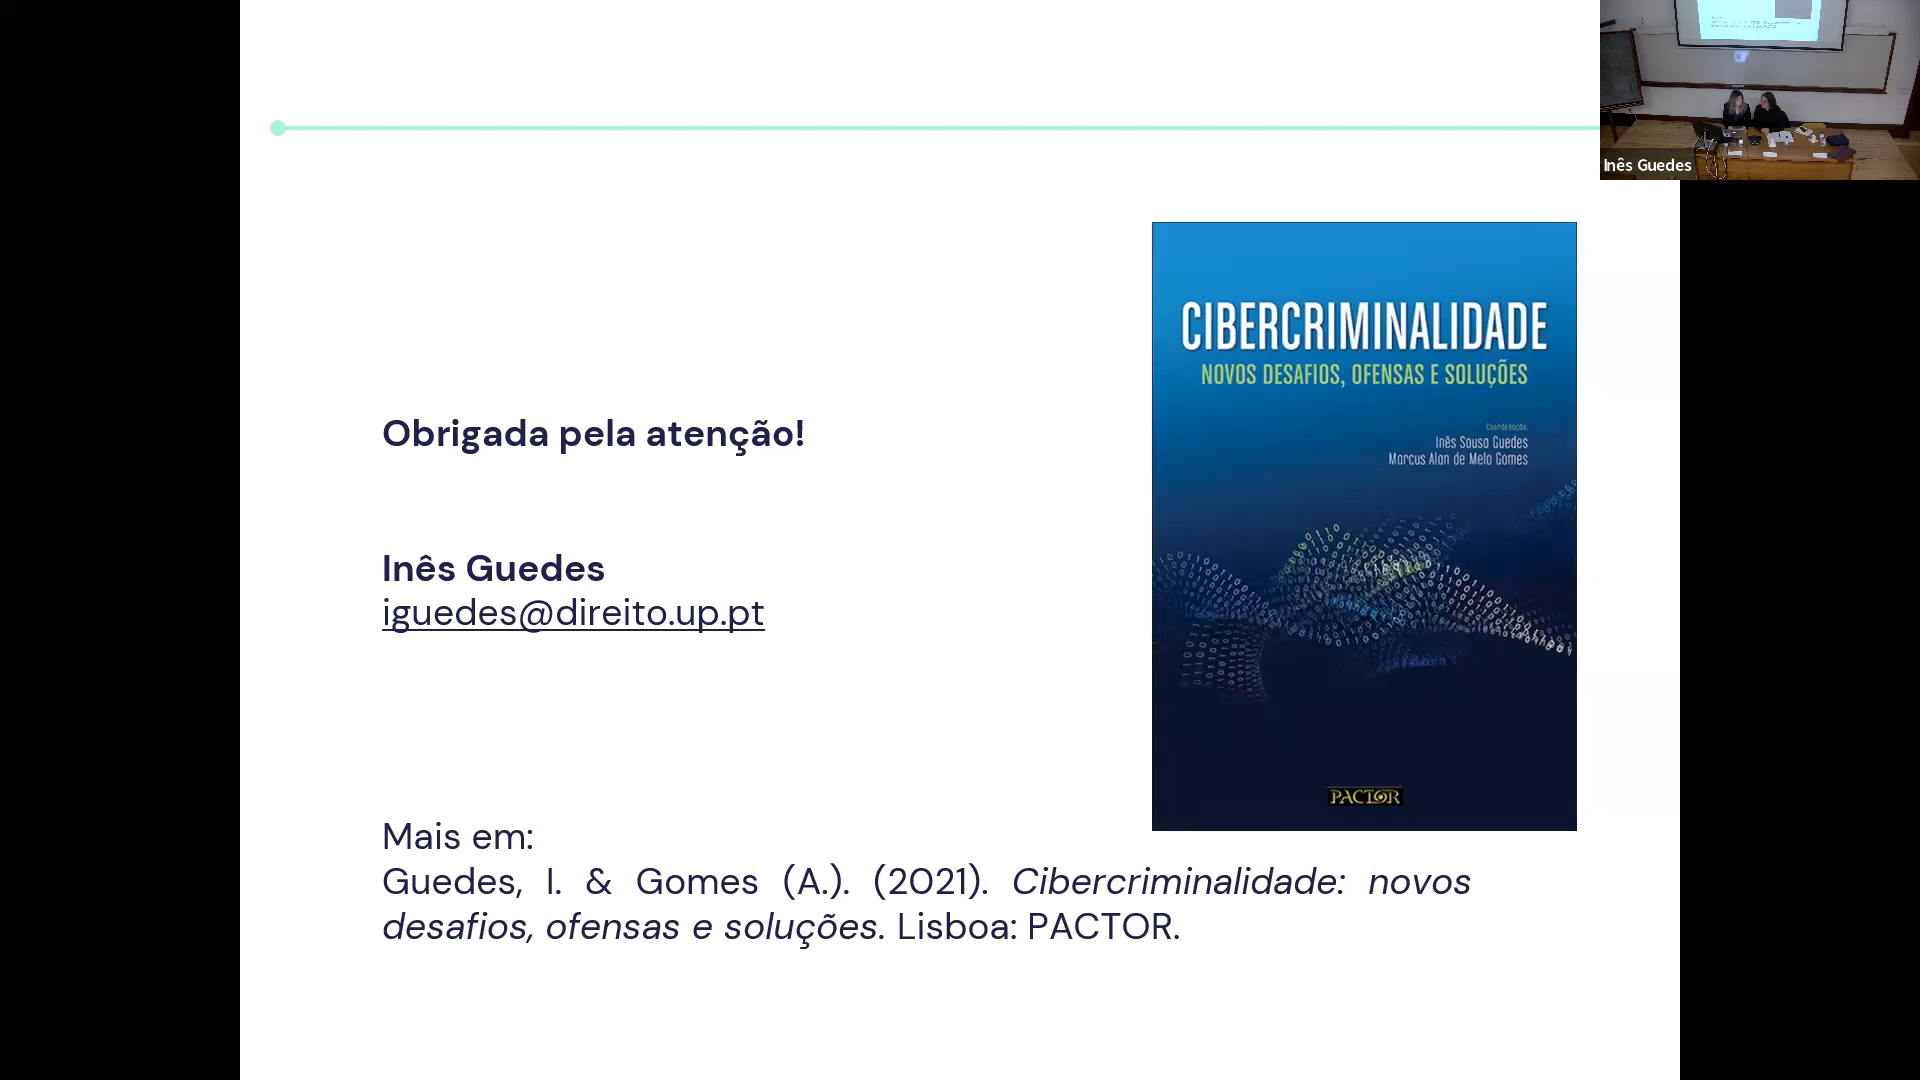 Inês Guedes
CIBERCRIMINALIDADE
NOVOS DESAFIOS, OFENSAS E SOLUÇÕES
Coordenação:
Inês Sousa Guedes
Marcus Alan de Melo Gomes
Obrigada pela atenção!
Inês Guedes
iguedes@direito.up.pt
PACTOR
Mais em:
Guedes, I. & Gomes (A.). (2021). Cibercriminalidade: novos
desafios, ofensas e soluções. Lisboa: PACTOR.